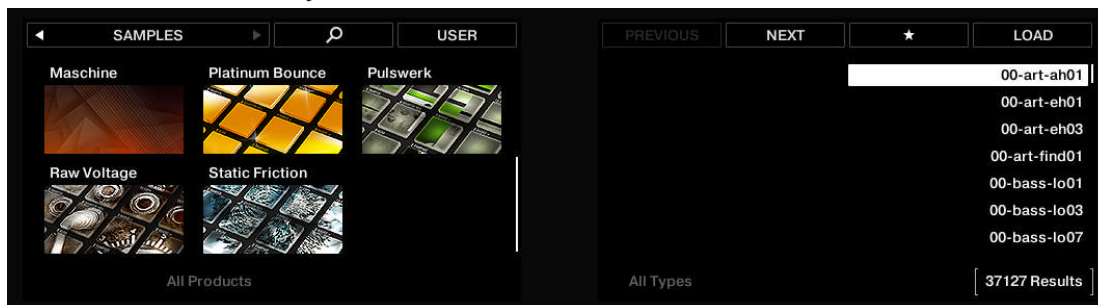 SAMPLES USER PREVIOUS NEXT LOAD
Maschine Platinum Bounce Pulswerk
Raw Voltage Static Friction
All Products
00-art-ah01
00-art-eh01
00-art-eh03
00-art-find01
00-bass-lo01
00-bass-lo03
00-bass-lo07
All Types 37127 Results